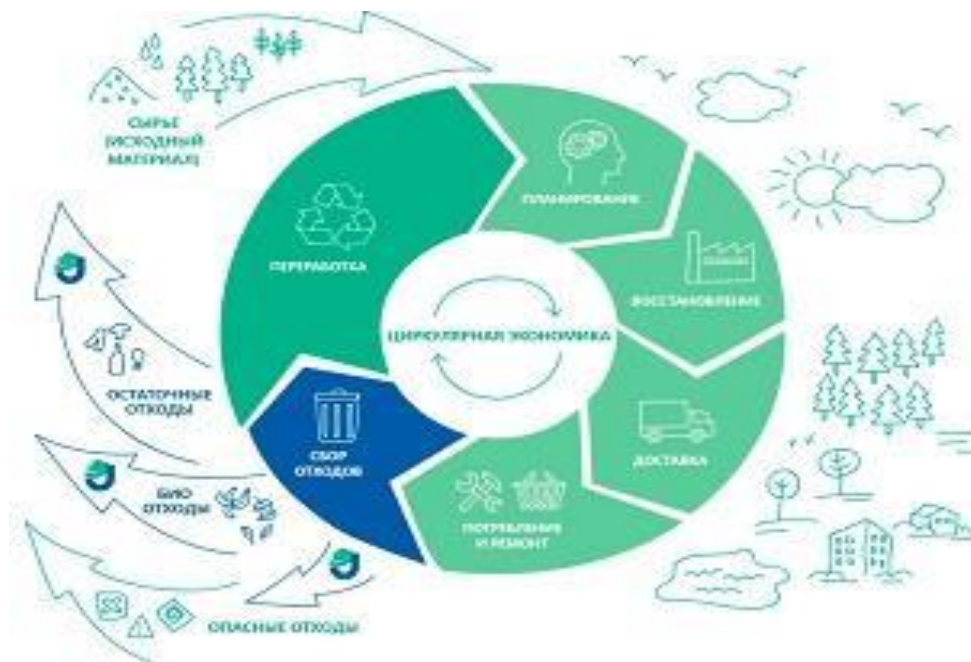 СЫРЬЕ
(ИСХОДНЫЙ
МАТЕРИАЛ)
ПЛАНИРОВАНИЕ
ПЕРЕРАБОТКА
ВОССТАНОВЛЕНИЕ
ЦИРКУЛЯРНАЯ ЭКОНОМИКА
ОСТАТОЧНЫЕ
ОТХОДЫ
СБОР
ОТХОДОВ
ДОСТАВКА
БИО
ОТХОДЫ
ПОТРЕБЛЕНИЕ
И РЕМОНТ
ОПАСНЫЕ ОТХОДЫ